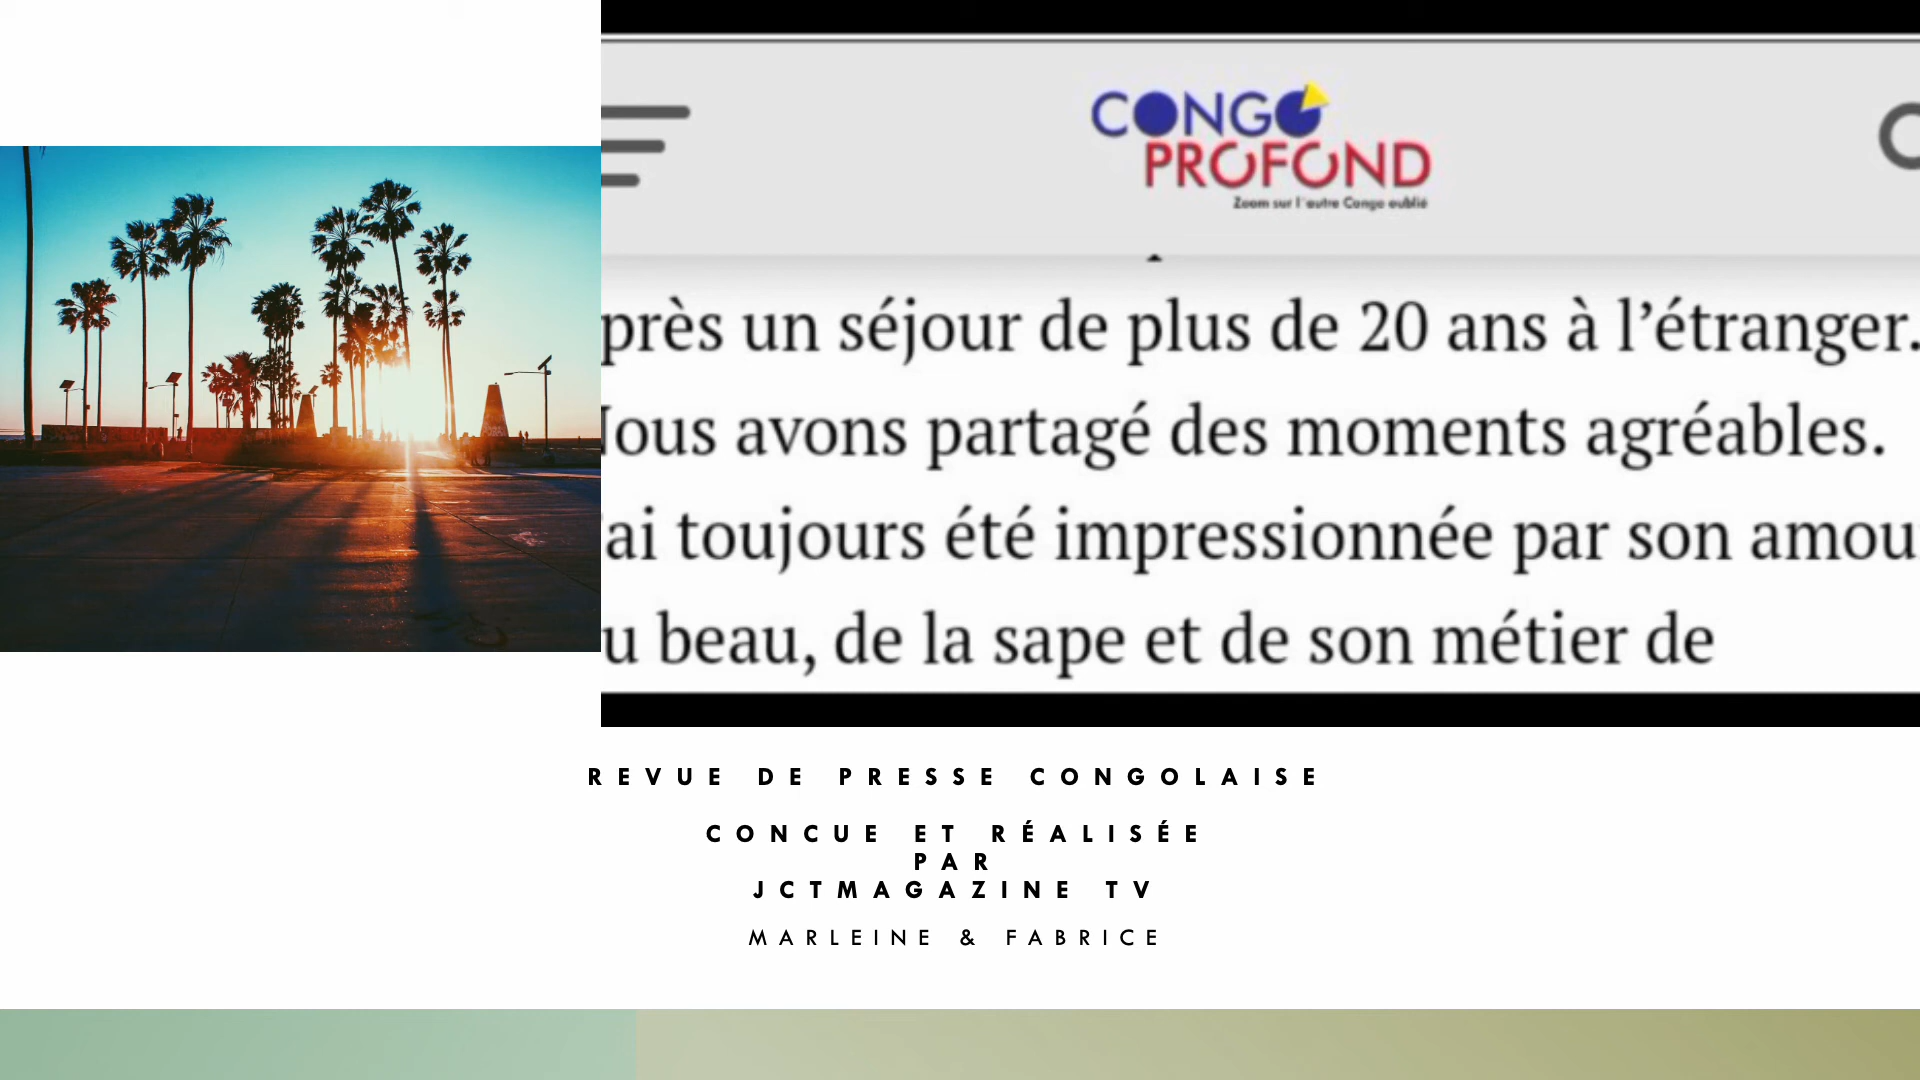 CONGO
PROFOND
Zoom sur l'autre Congo oublié
près un séjour de plus de 20 ans à l’étranger.
ous avons partagé des moments agréables.
'ai toujours été impressionnée par son amou
u beau, de la sape et de son métier de
REVUE DE PRESSE CONGOLAISE
CONCUE ET RÉALISÉE
PAR
JCTMAGAZINE TV
MARLEINE & FABRICE